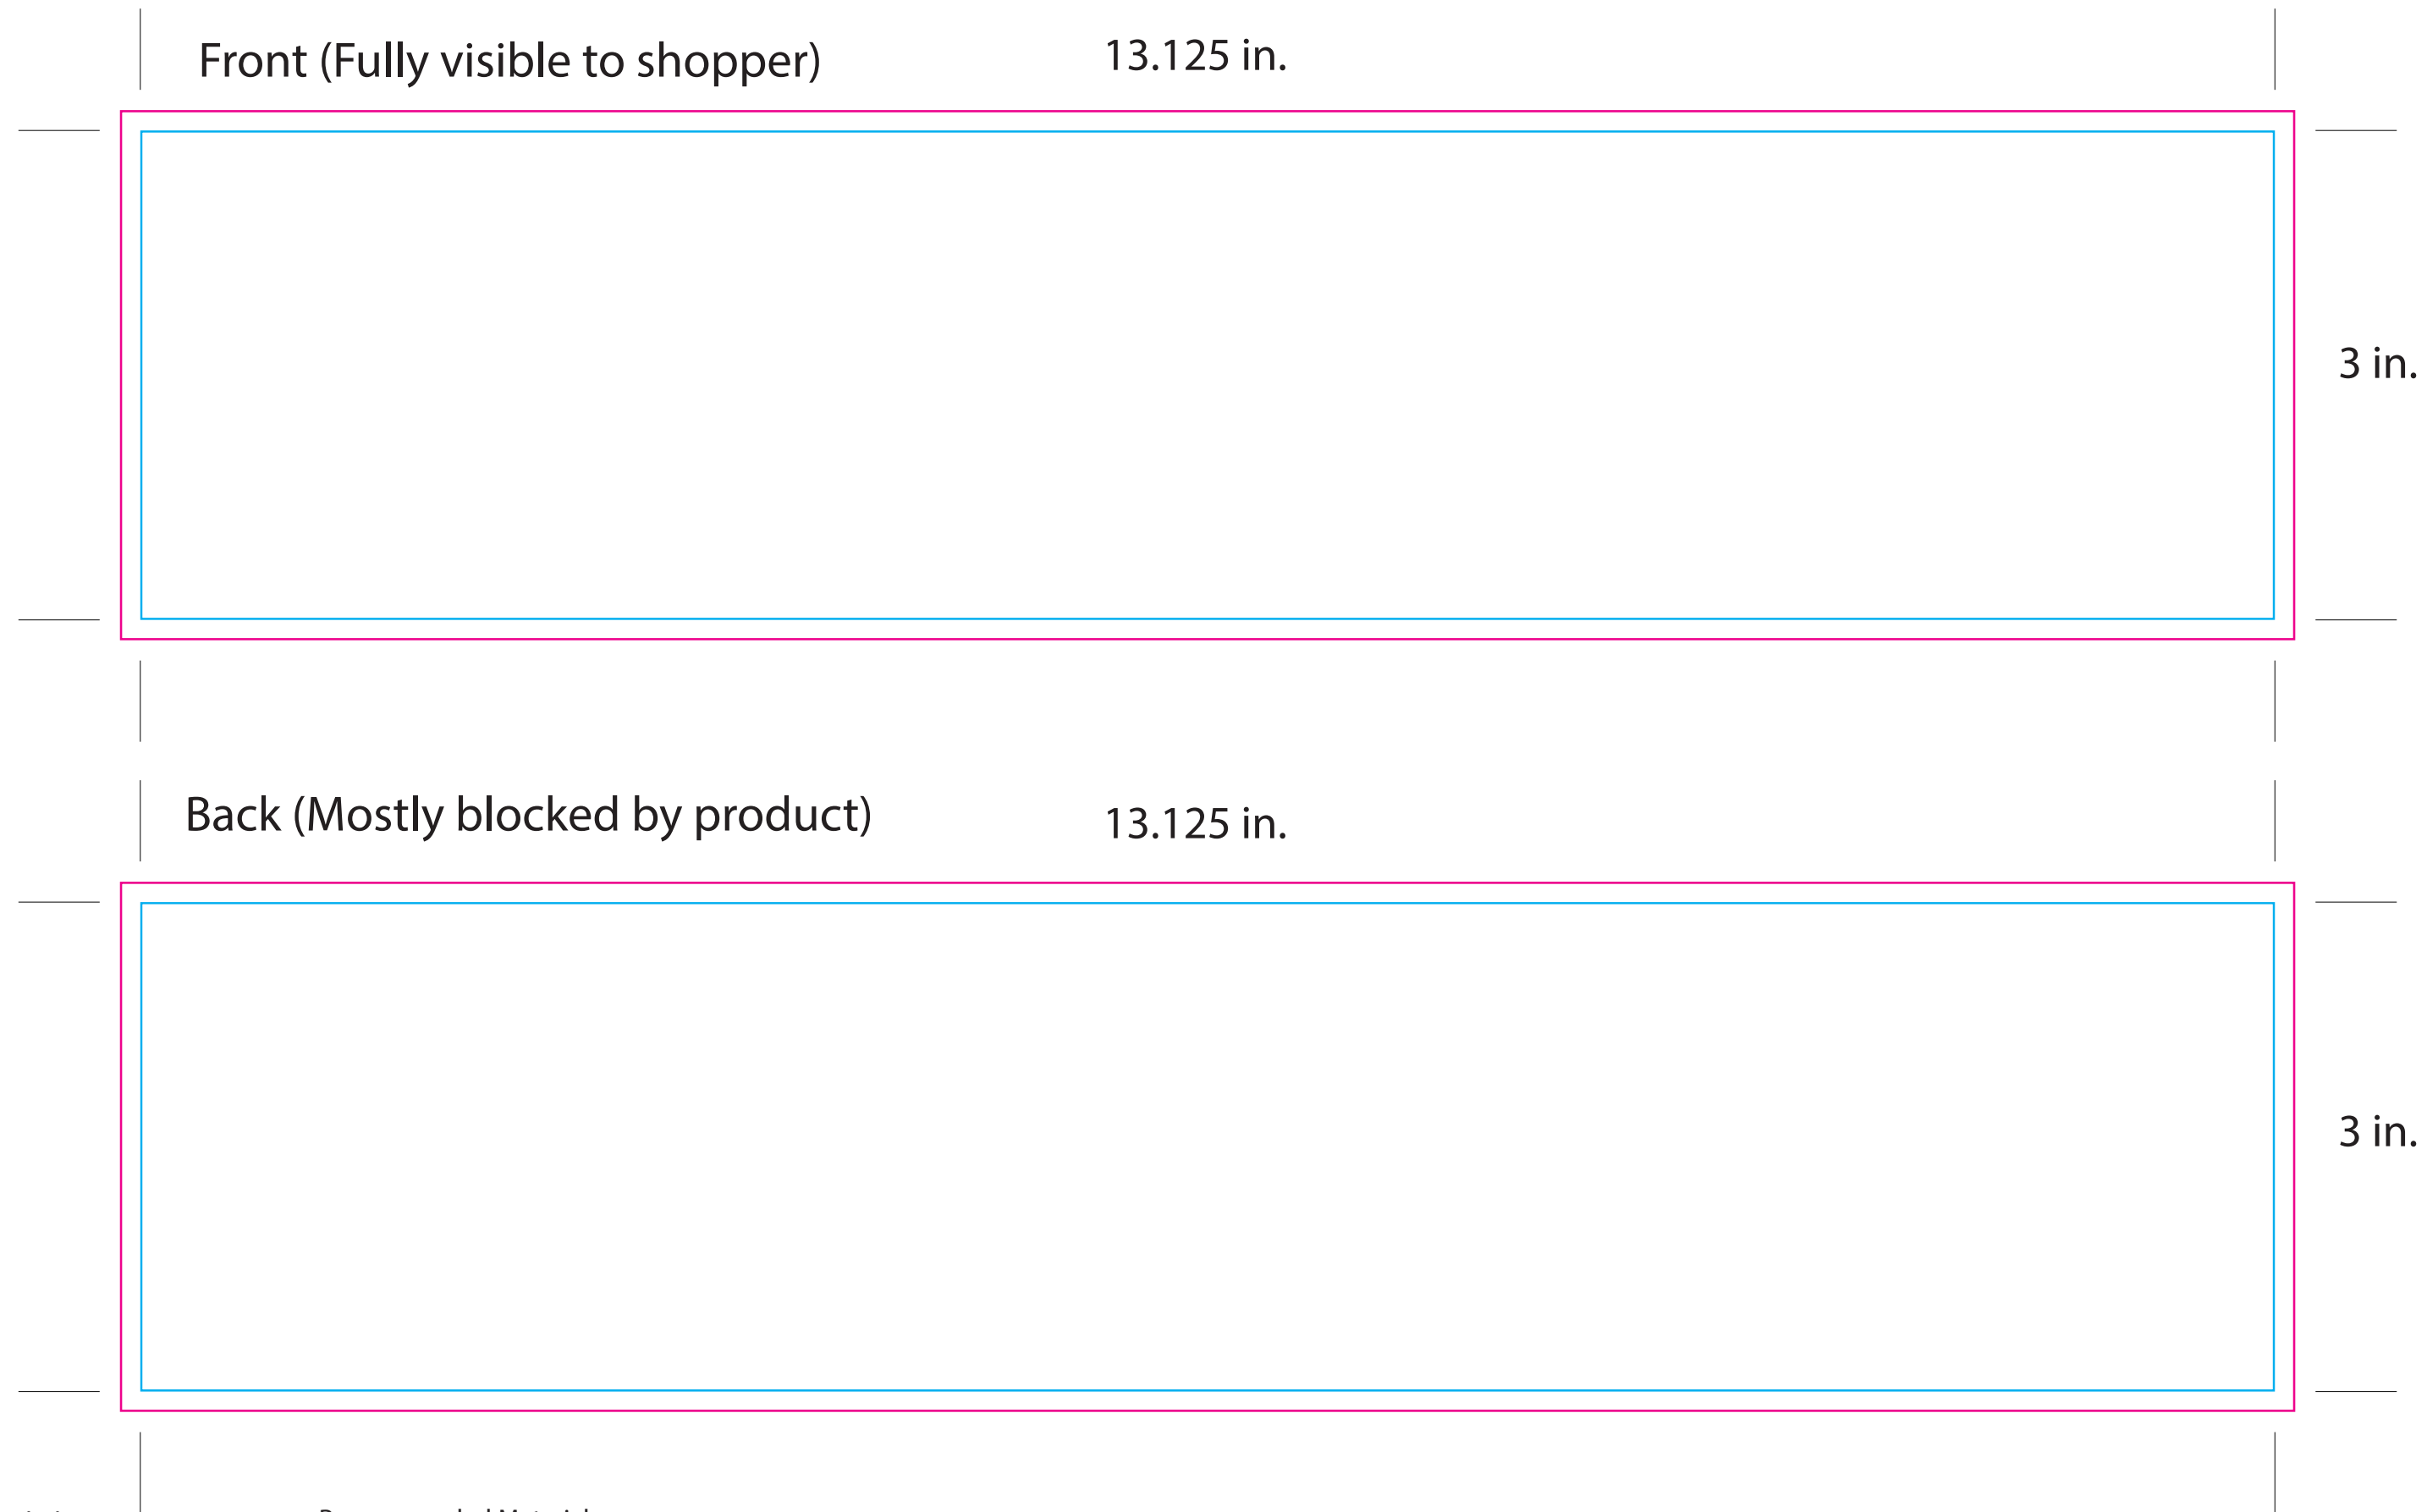 Front (Fully visible to shopper)
13.125 in.
3 in.
Back (Mostly blocked by product)
13.125 in.
3 in.